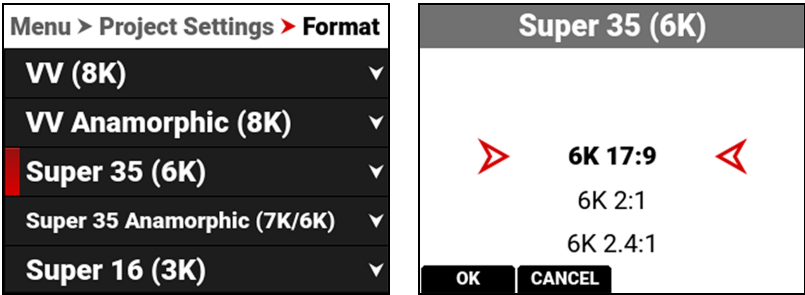 Menu > Project Settings > Format
VV (8K)
VV Anamorphic (8K)
Super 35 (6K)
Super 35 Anamorphic (7K/6K)
Super 16 (3K)
Super 35 (6K)
6K 17:9
6K 2:1
6K 2.4:1
OK CANCEL